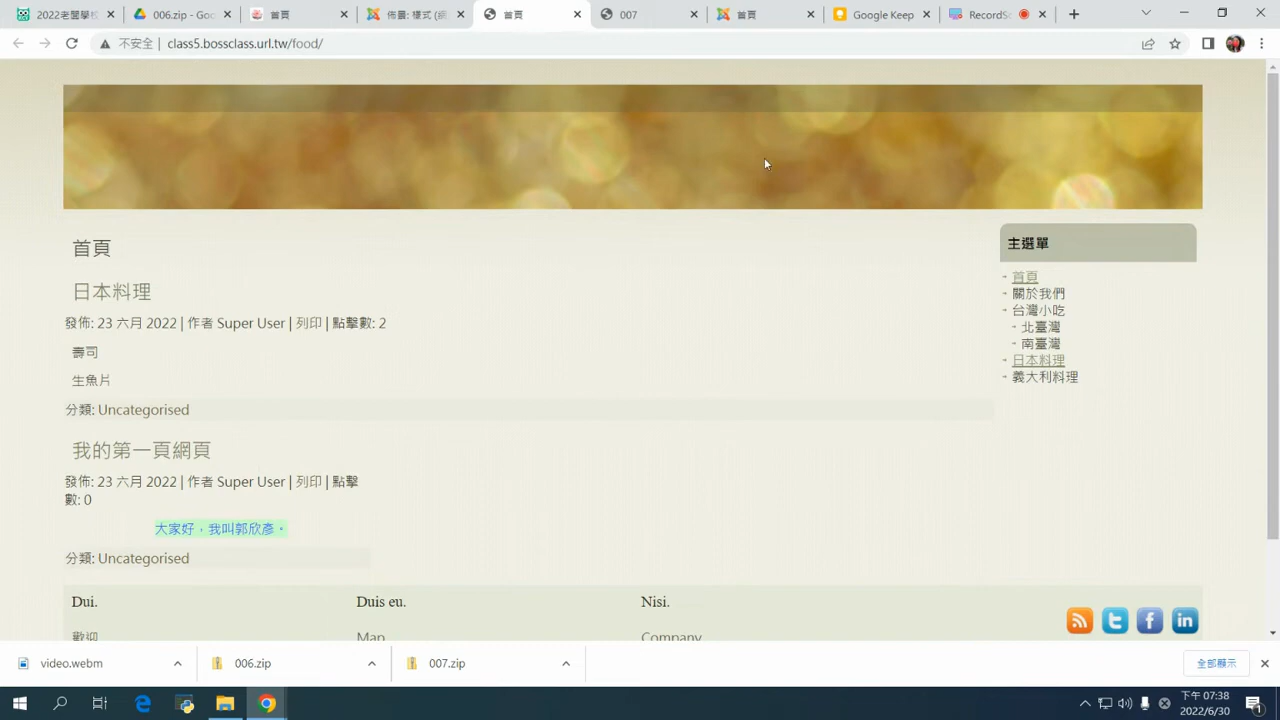 2022老闆學校
006.zip - Goo
首頁
佈景: 樣式 (網
首頁
007
首頁
Google Keep
RecordSc
不安全
class5.bossclass.url.tw/food/
首頁
日本料理
發佈: 23 六月 2022 | 作者 Super User | 列印 | 點擊數: 2
壽司
生魚片
分類: Uncategorised
我的第一頁網頁
發佈: 23 六月 2022 | 作者 Super User | 列印 | 點擊
數: 0
大家好，我叫郭欣彥。
分類: Uncategorised
主選單
首頁
關於我們
台灣小吃
北臺灣
南臺灣
日本料理
義大利料理
Dui.
Duis eu.
Nisi.
歡迎
Map
Company
video.webm
006.zip
007.zip
全部顯示
下午 07:38
2022/6/30
1